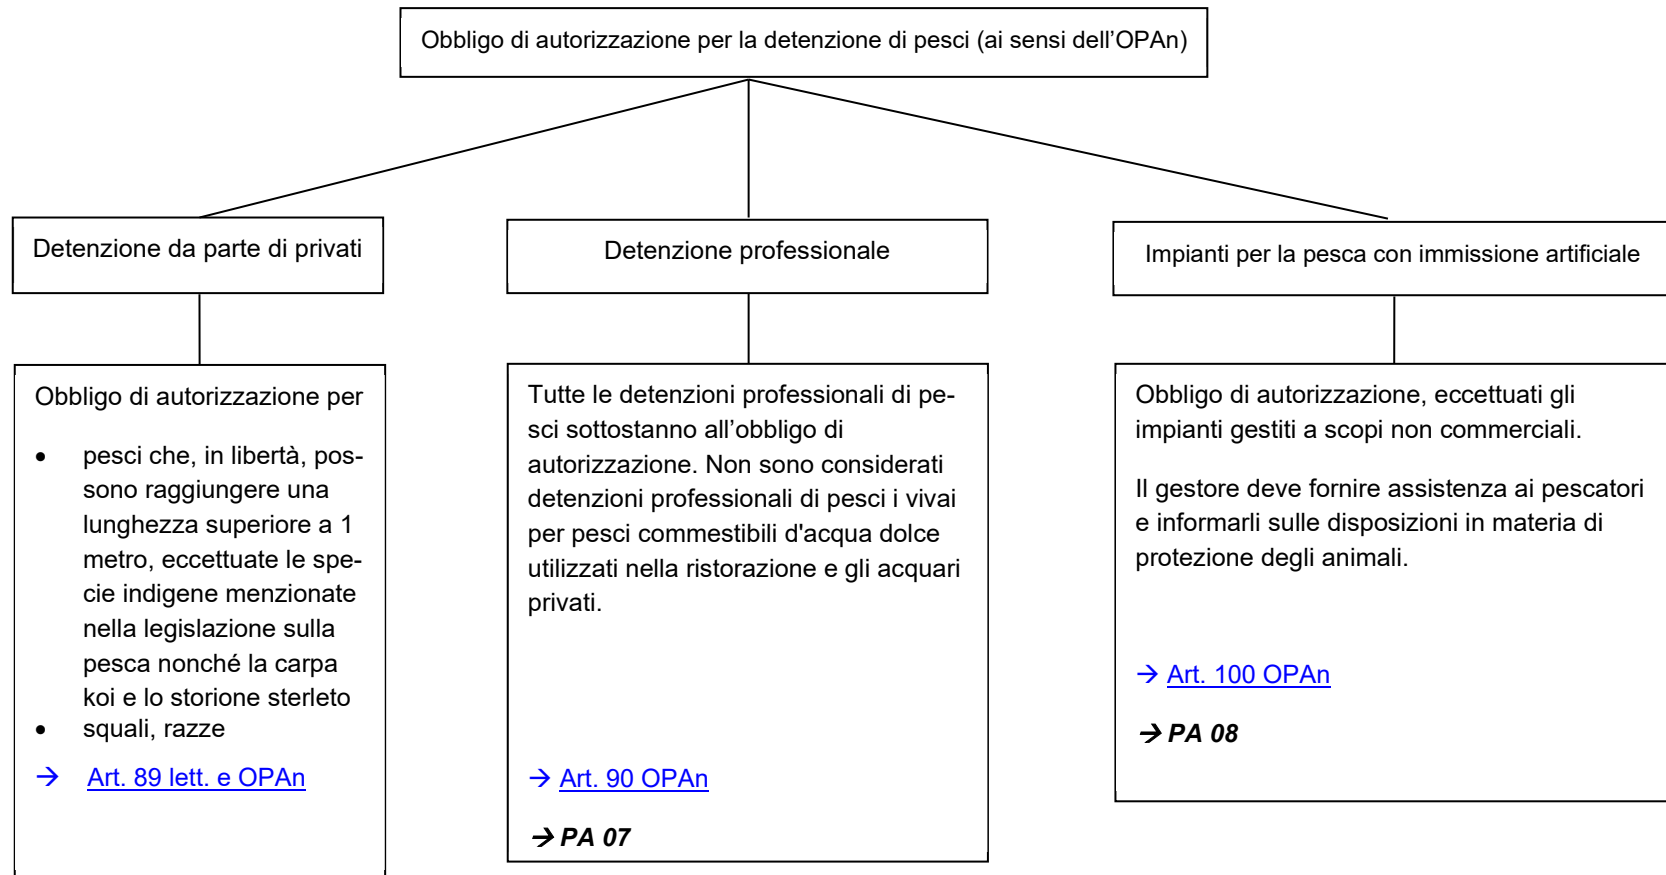 Obbligo di autorizzazione per la detenzione di pesci (ai sensi dell’OPAn)
Detenzione da parte di privati
Detenzione professionale
Impianti per la pesca con immissione artificiale
Obbligo di autorizzazione per
• pesci che, in libertà, pos-
sono raggiungere una
lunghezza superiore a 1
metro, eccettuate le spe-
cie indigene menzionate
nella legislazione sulla
pesca nonché la carpa
koi e lo storione sterleto
• squali, razze
→ Art. 89 lett. e OPAn
Tutte le detenzioni professionali di pe-
sci sottostanno all’obbligo di
autorizzazione. Non sono considerati
detenzioni professionali di pesci i vivai
per pesci commestibili d'acqua dolce
utilizzati nella ristorazione e gli acquari
privati.
→ Art. 90 OPAn
→ PA 07
Obbligo di autorizzazione, eccettuati gli
impianti gestiti a scopi non commerciali.
Il gestore deve fornire assistenza ai pescatori
e informarli sulle disposizioni in materia di
protezione degli animali.
→ Art. 100 OPAn
→ PA 08